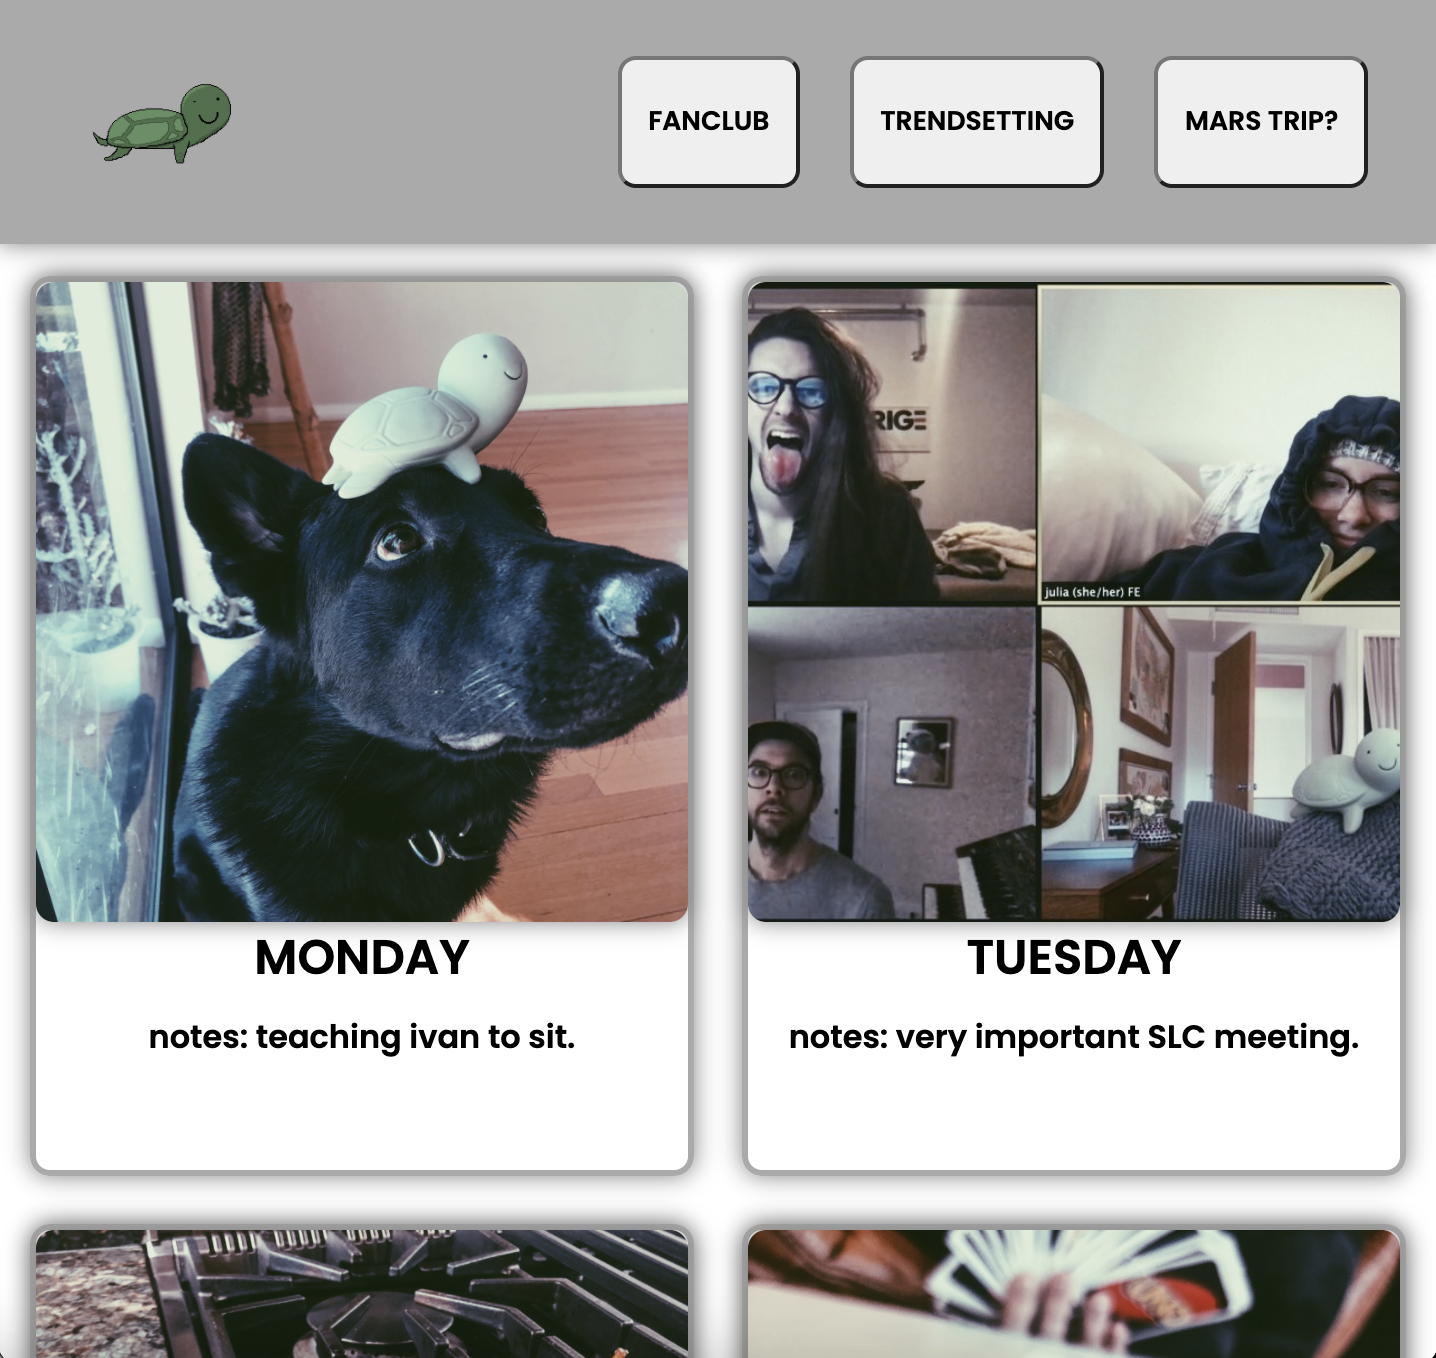 FANCLUB
TRENDSETTING
MARS TRIP?
RIGE
julia (she/her) FE
MONDAY
TUESDAY
notes: teaching ivan to sit.
notes: very important SLC meeting.
UNO